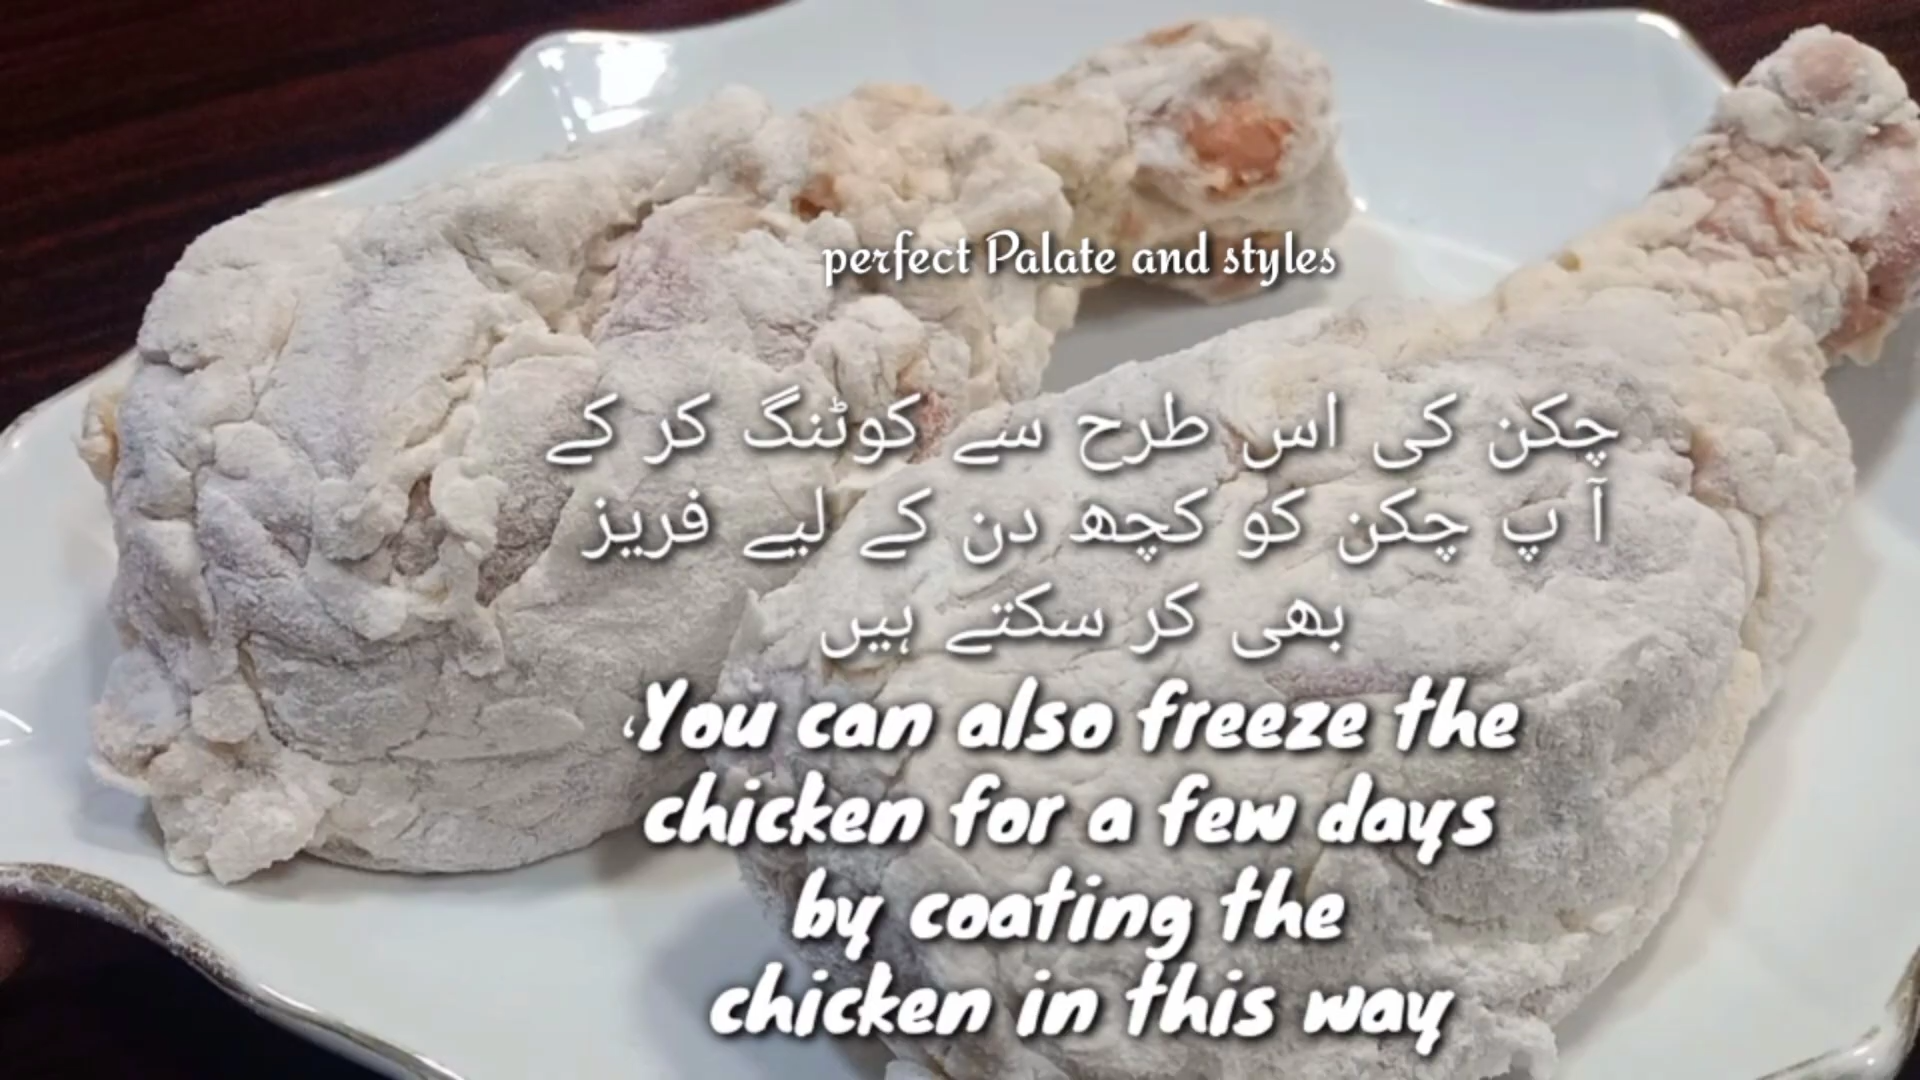 perfect Palate and styles
چکن کی اس طرح سے کوٹنگ کر کے
آ پ چکن کو کچھ دن کے لیے فریز
بھی کر سکتے ہیں
،You can also freeze the
chicken for a few days
by coating the
chicken in this way